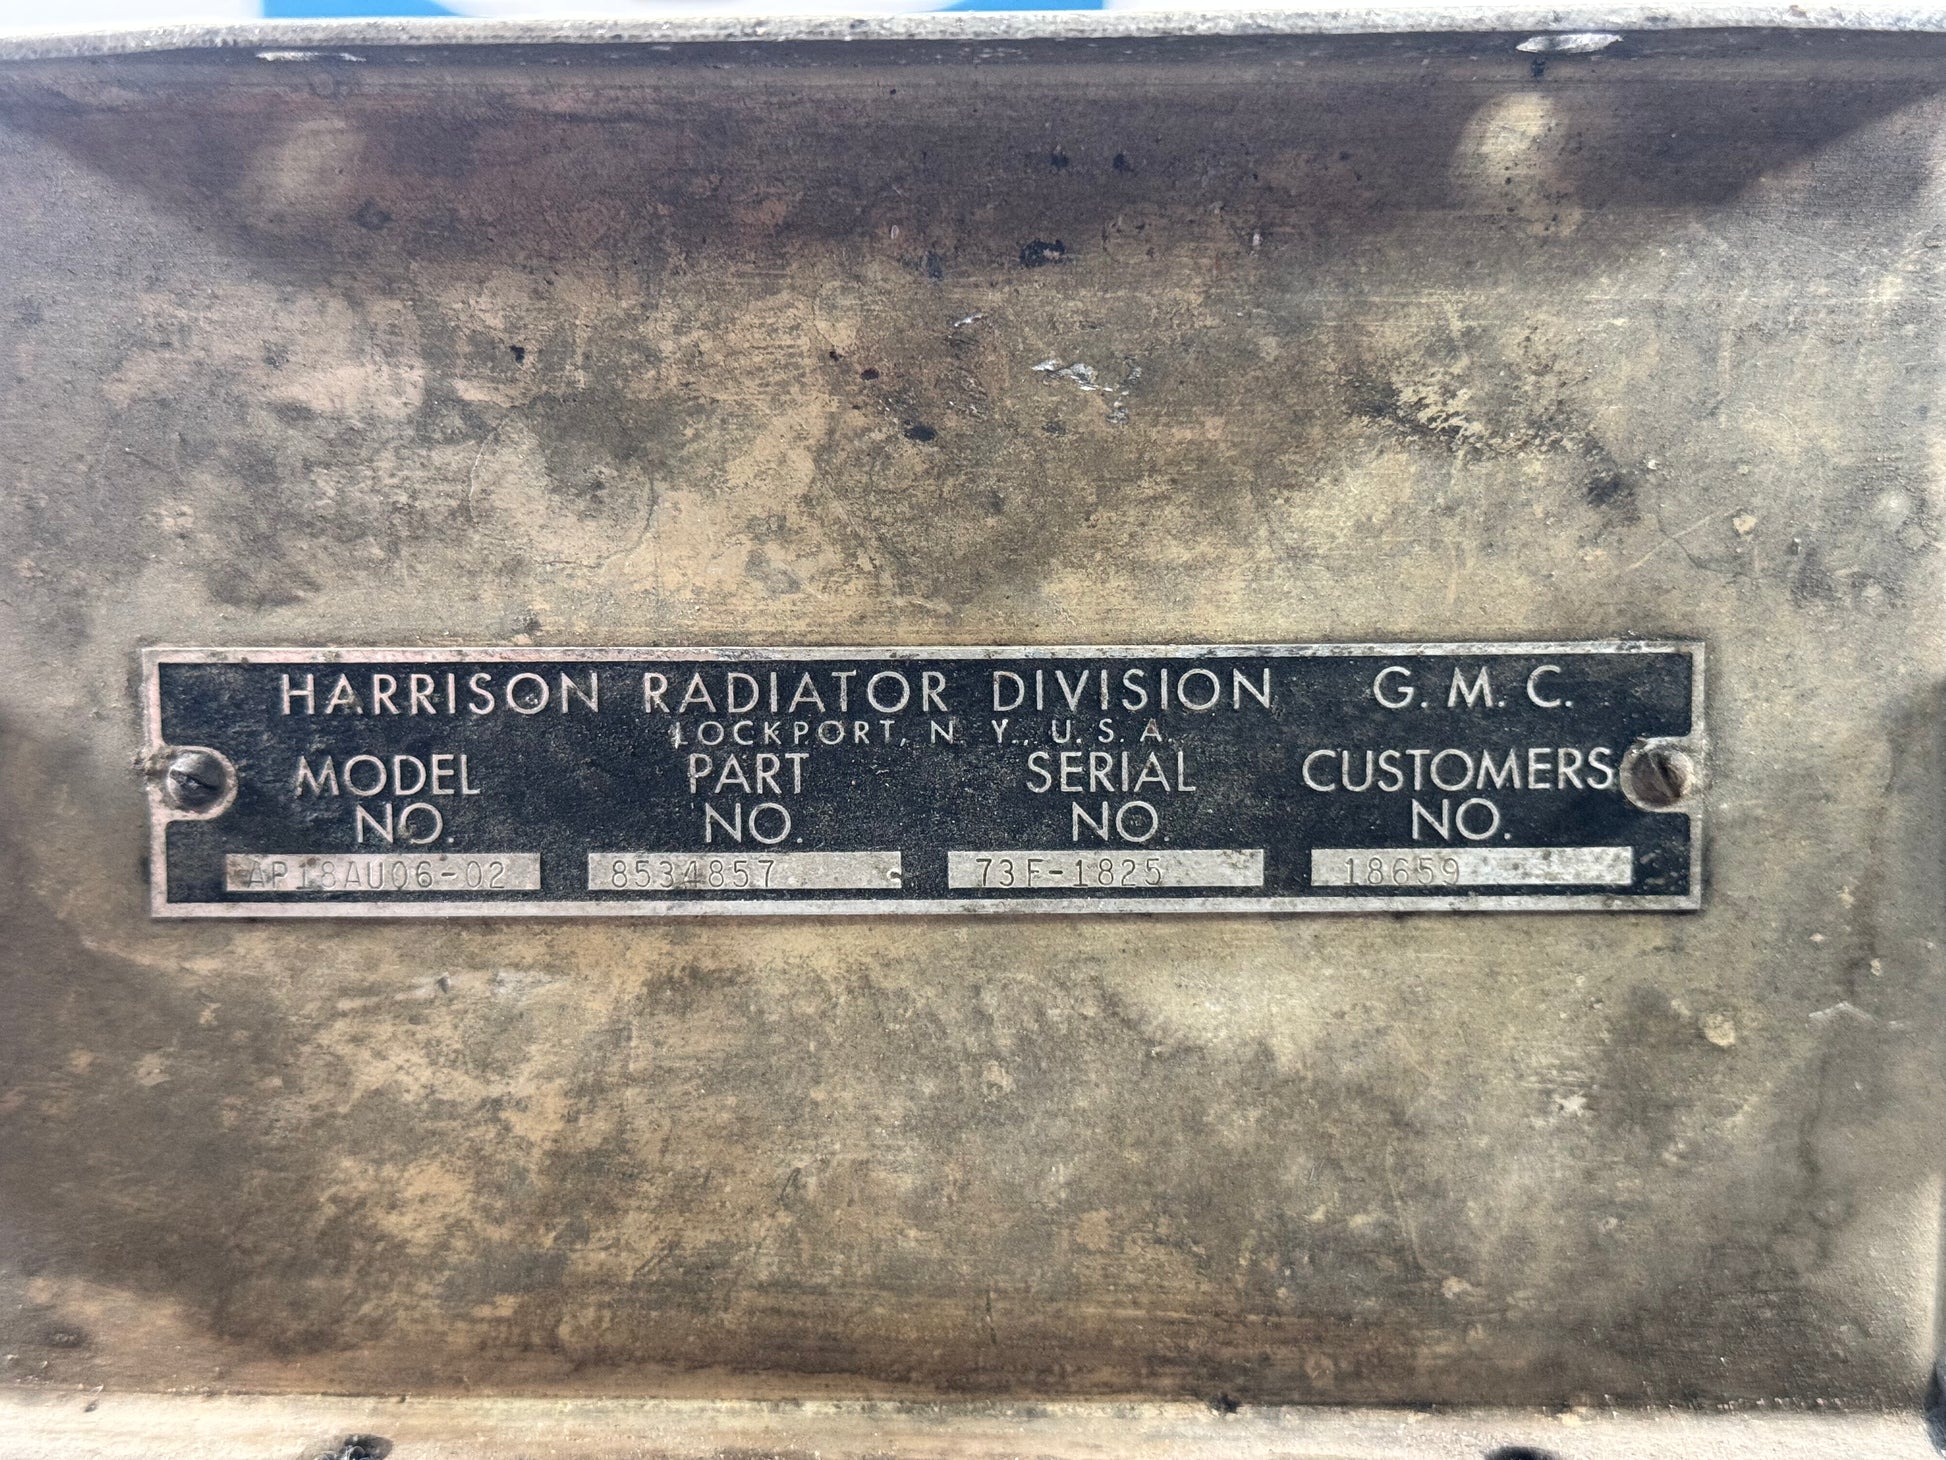 HARRISON RADIATOR DIVISION G. M. C.
LOCKPORT, N. Y., U. S. A.
MODEL PART SERIAL CUSTOMERS
NO. NO. NO. NO.
AP18AU06-02 8534857 73F-1825 18659